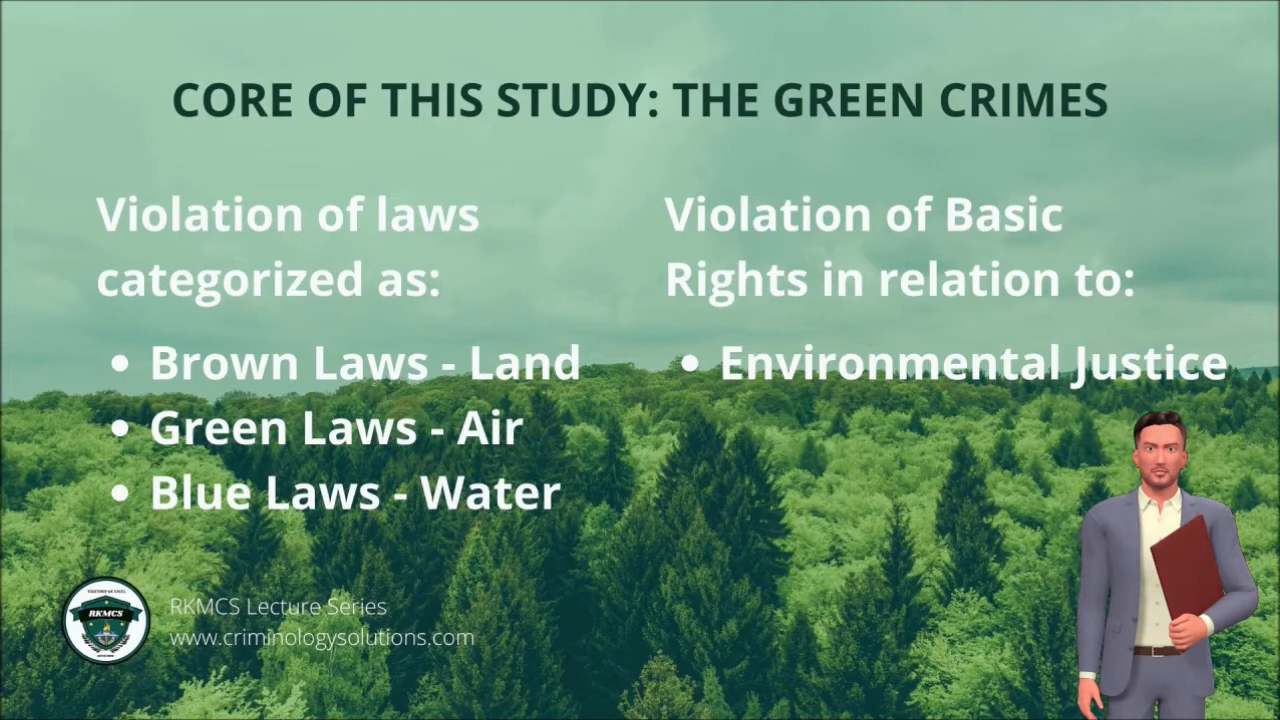 CORE OF THIS STUDY: THE GREEN CRIMES
Violation of laws
categorized as:
• Brown Laws - Land
• Green Laws - Air
• Blue Laws - Water
Violation of Basic
Rights in relation to:
• Environmental Justice
RKMCS
RKMCS Lecture Series
www.criminologysolutions.com